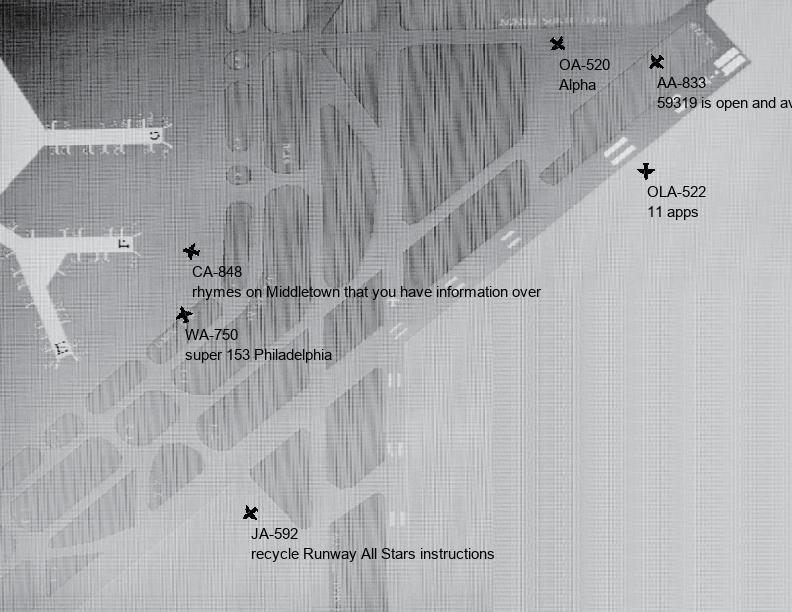 OA-520
Alpha
AA-833
59319 is open and av
OLA-522
11 apps
CA-848
rhymes on Middletown that you have information over
WA-750
super 153 Philadelphia
JA-592
recycle Runway All Stars instructions